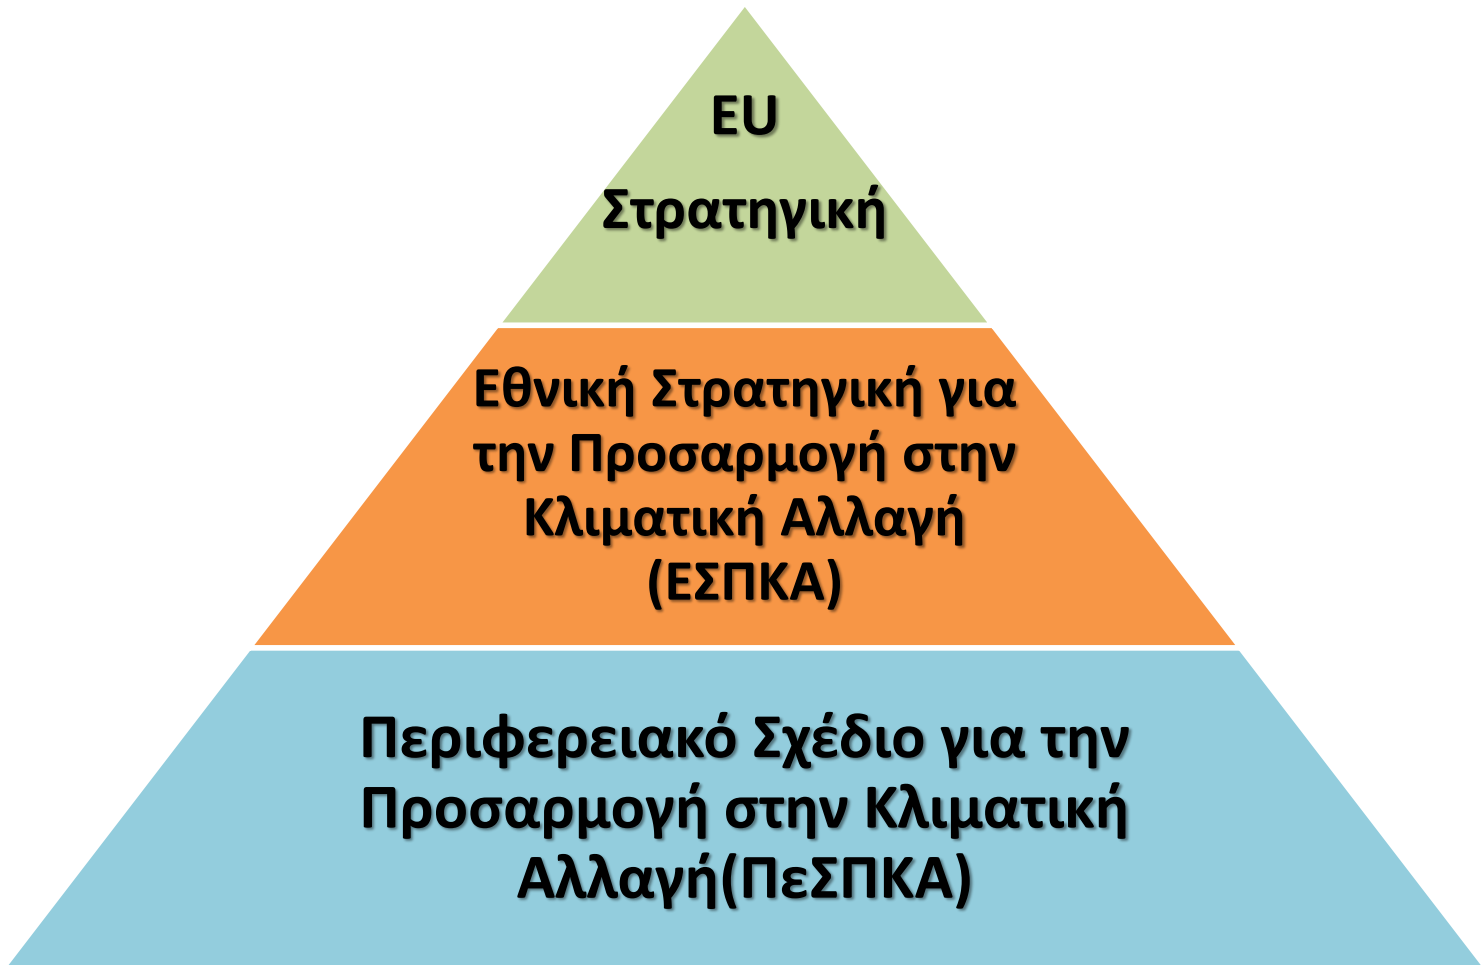 EU
Στρατηγική
Εθνική Στρατηγική για
την Προσαρμογή στην
Κλιματική Αλλαγή
(ΕΣΠΚΑ)
Περιφερειακό Σχέδιο για την
Προσαρμογή στην Κλιματική
Αλλαγή(ΠεΣΠΚΑ)